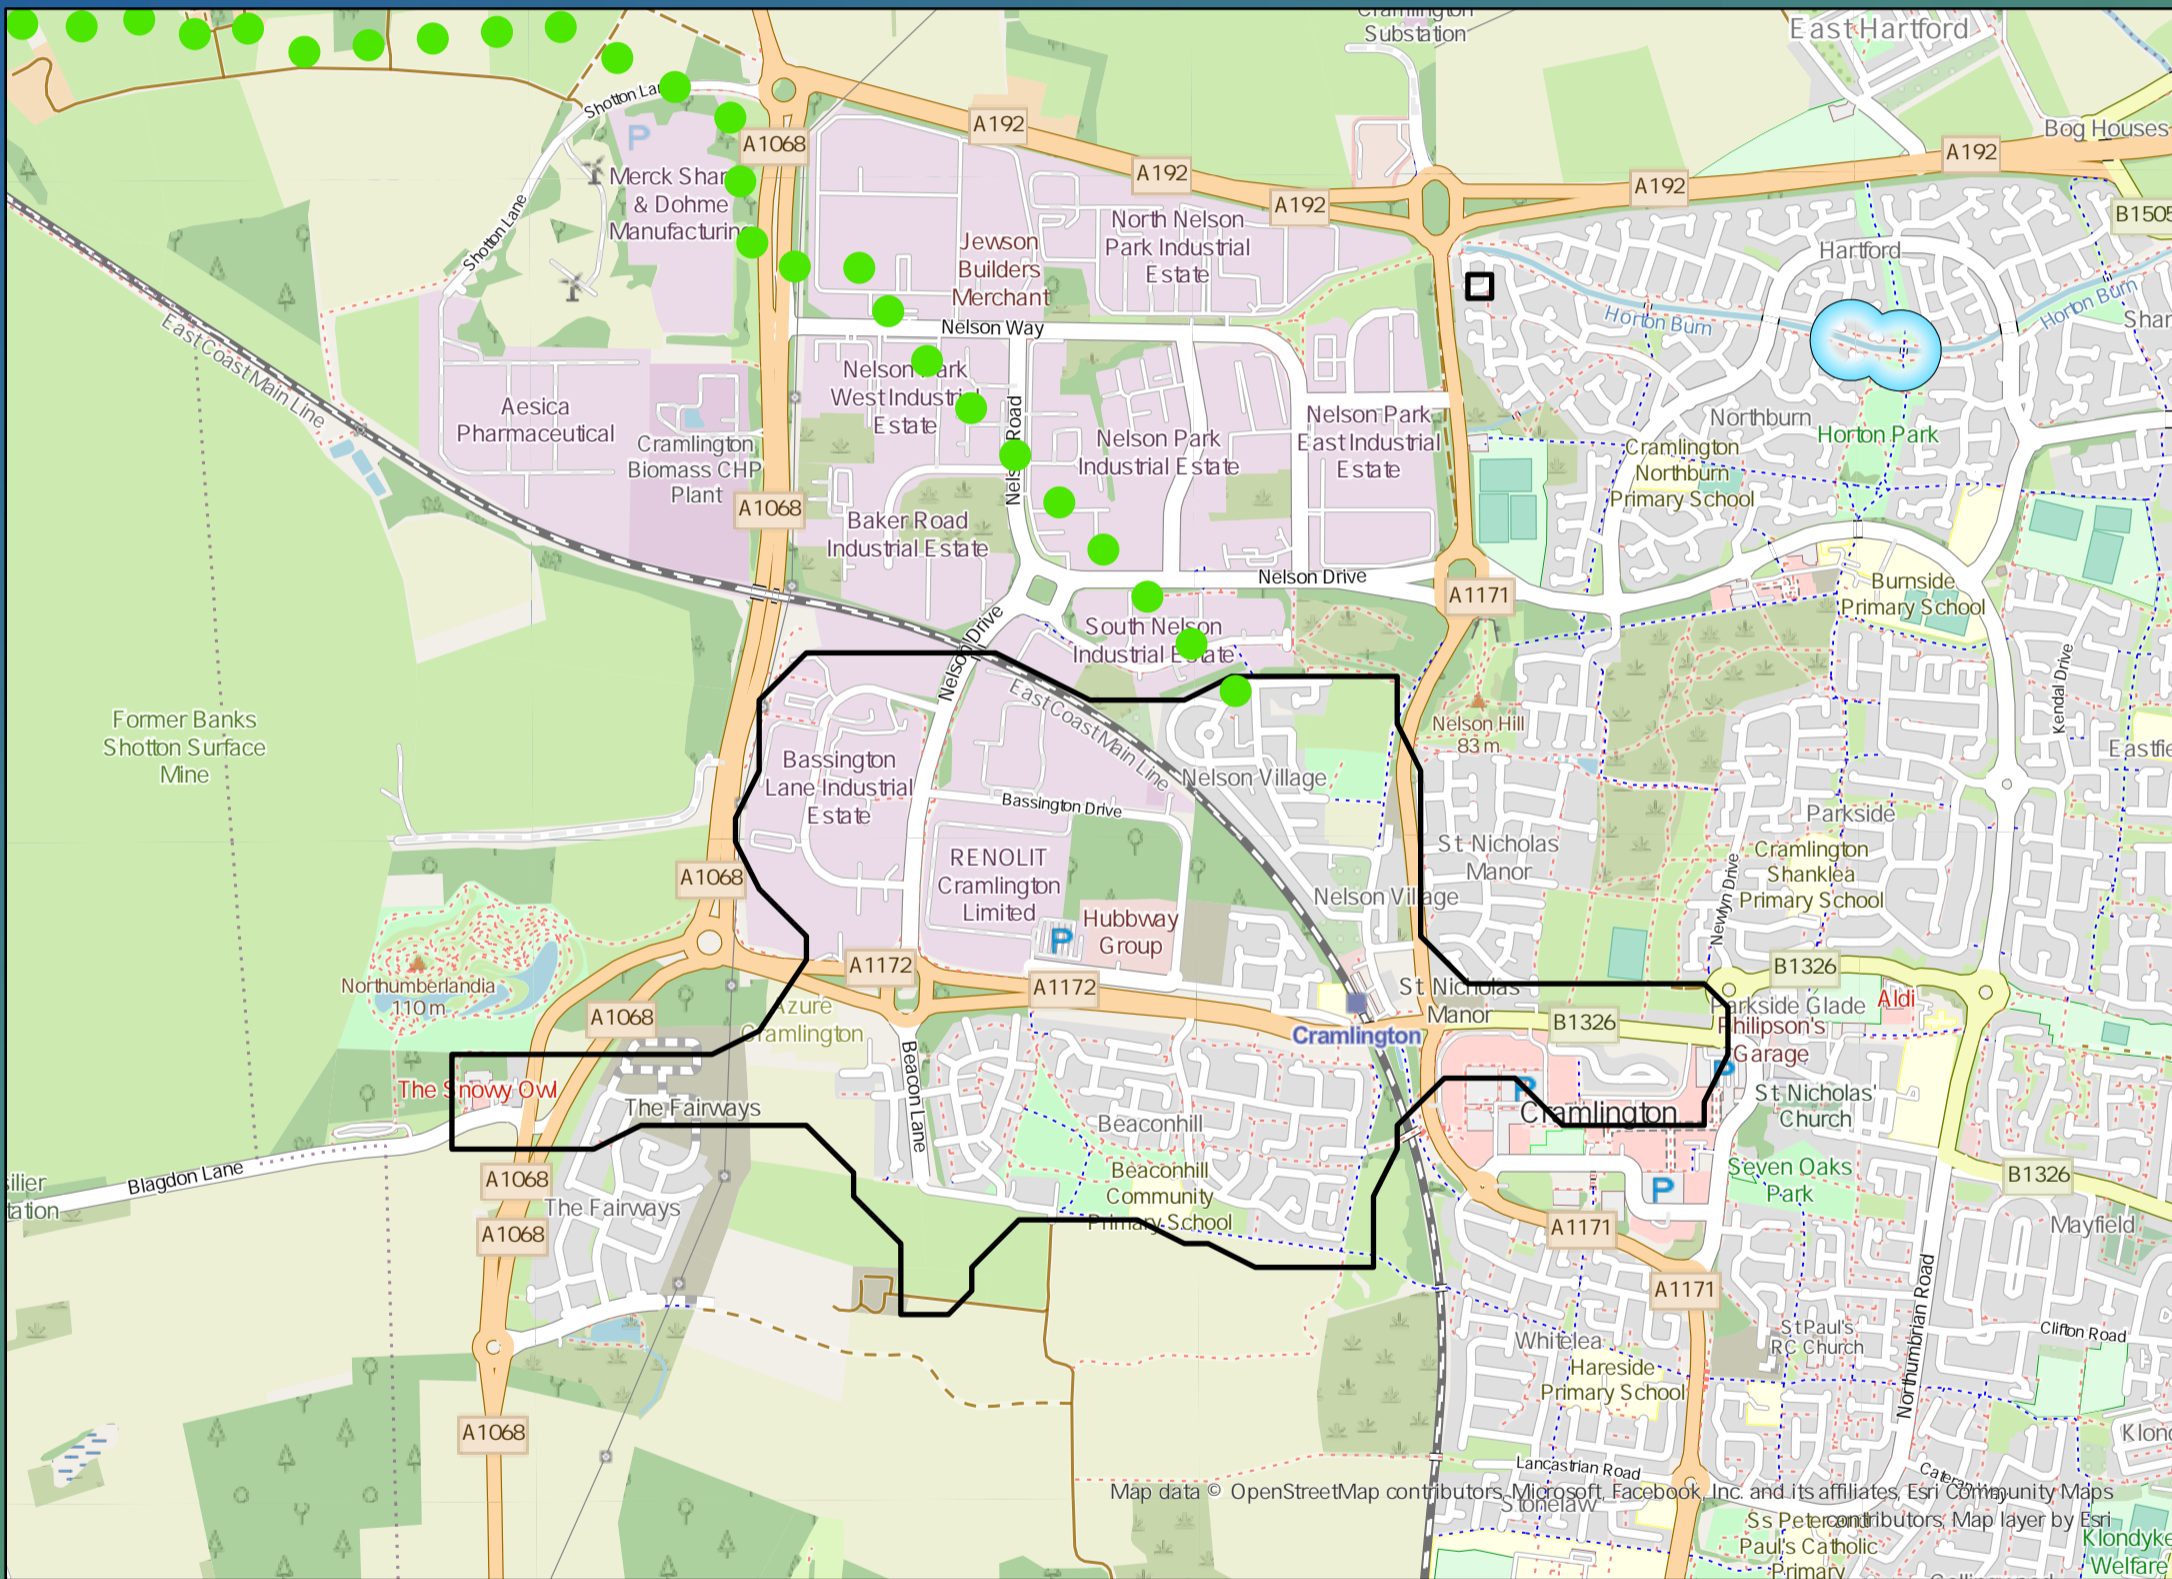 Cramlington
Substation
East Hartford
Shotton Lane
A192
Bog Houses
A1068
A192
A192
A192
A192
B1505
Merck Sharp
& Dohme
Manufacturing
North Nelson
Park Industrial
Estate
Jewson
Builders
Merchant
Shotton Lane
Hartford
Horton Burn
Horton Burn
Nelson Way
East Coast Main Line
Nelson Park
West Industrial
Estate
Aesica
Pharmaceutical
Nelson Road
Nelson Park
Industrial Estate
Nelson Park
East Industrial
Estate
Northburn
Horton Park
Cramlington
Northburn
Primary School
Cramlington
Biomass CHP
Plant
A1068
Baker Road
Industrial Estate
Nelson Drive
A1171
Burnside
Primary School
South Nelson
Industrial Estate
Nelson Drive
East Coast Main Line
Kendal Drive
Former Banks
Shotton Surface
Mine
Nelson Hill
83 m
Bassington
Lane Industrial
Estate
Nelson Village
Bassington Drive
Parkside
St Nicholas
Manor
Cramlington
Shanklea
Primary School
RENOLIT
Cramlington
Limited
A1068
Nelson Village
Newlyn Drive
Hubbway
Group
P
A1172
B1326
Northumberlandia
110 m
A1172
St Nicholas
Manor
Parkside Glade
Aldi
A1068
Azure
Cramlington
Cramlington
B1326
Philipson's
Garage
The Snowy Owl
Beacon Lane
P
P
The Fairways
Cramlington
St Nicholas'
Church
Beaconhill
Blagdon Lane
A1068
Beaconhill
Community
Primary School
Seven Oaks
Park
P
B1326
The Fairways
A1068
A1171
Mayfield
A1171
Northumbrian Road
Whitelea
St Paul's
RC Church
Clifton Road
Hareside
Primary School
A1068
Lancastrian Road
Stonelaw
Map data © OpenStreetMap contributors, Microsoft, Facebook, Inc. and its affiliates, Esri Community Maps
contributors, Map layer by Esri
Ss Peter and
Paul's Catholic
Primary
Klondyke
Welfare